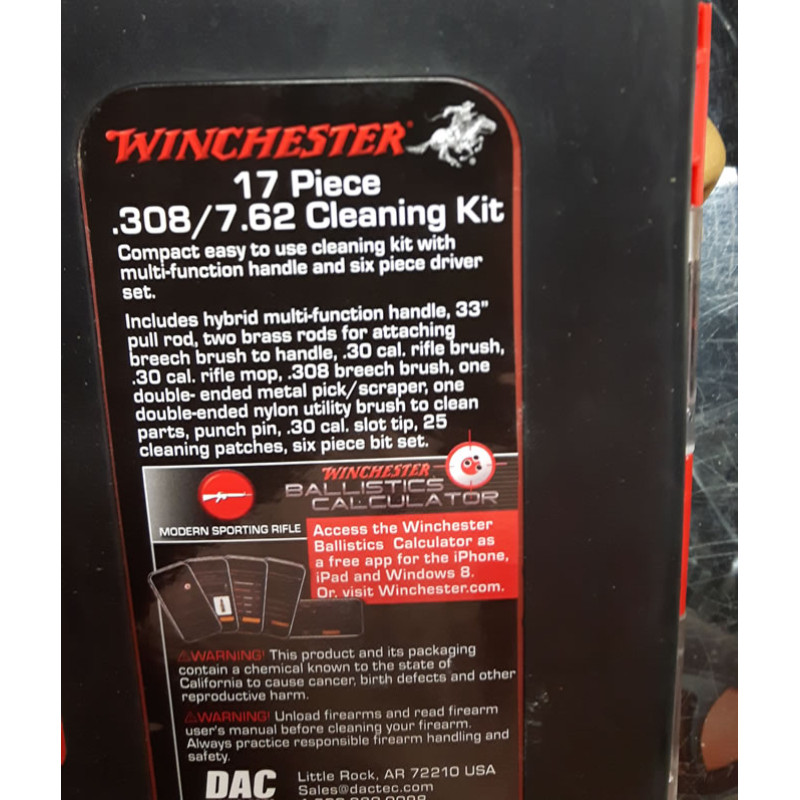 WINCHESTER
17 Piece
.308/7.62 Cleaning Kit
Compact easy to use cleaning kit with
multi-function handle and six piece driver
set.
Includes hybrid multi-function handle, 33"
pull rod, two brass rods for attaching
breech brush to handle, .30 cal. rifle brush,
.30 cal. rifle mop, .308 breech brush, one
double- ended metal pick/scraper, one
double-ended nylon utility brush to clean
parts, punch pin, .30 cal. slot tip, 25
cleaning patches, six piece bit set.
WINCHESTER
BALLISTICS
CALCULATOR
MODERN SPORTING RIFLE
Access the Winchester
Ballistics Calculator as
a free app for the iPhone,
iPad and Windows 8.
Or, visit Winchester.com.
⚠WARNING! This product and its packaging
contain a chemical known to the state of
California to cause cancer, birth defects and other
reproductive harm.
⚠WARNING! Unload firearms and read firearm
user's manual before cleaning your firearm.
Always practice responsible firearm handling and
safety.
DAC
Little Rock, AR 72210 USA
Sales@dactec.com